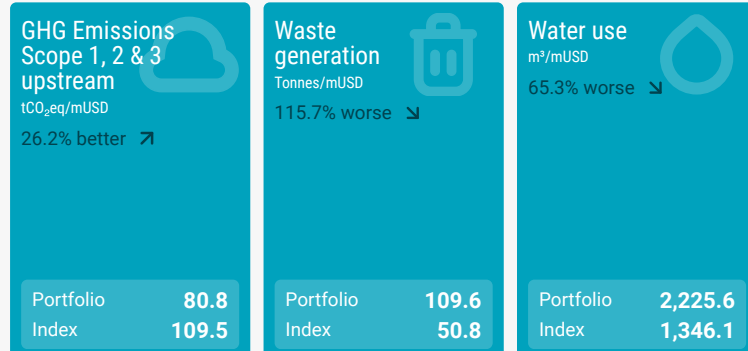 GHG Emissions
Scope 1, 2 & 3
upstream
tCO₂eq/mUSD
26.2% better
Portfolio 80.8
Index 109.5
Waste
generation
Tonnes/mUSD
115.7% worse
Portfolio 109.6
Index 50.8
Water use
m³/mUSD
65.3% worse
Portfolio 2,225.6
Index 1,346.1